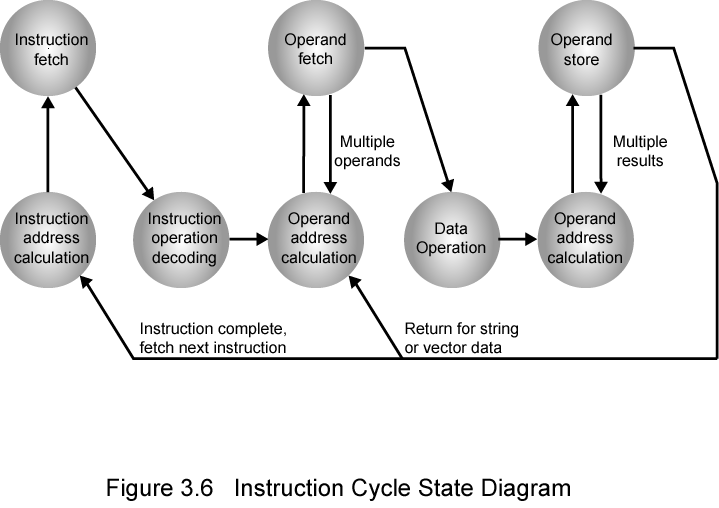 Instruction
fetch
Operand
fetch
Operand
store
Multiple
operands
Multiple
results
Instruction
address
calculation
Instruction
operation
decoding
Operand
address
calculation
Data
Operation
Operand
address
calculation
Instruction complete,
fetch next instruction
Return for string
or vector data
Figure 3.6 Instruction Cycle State Diagram